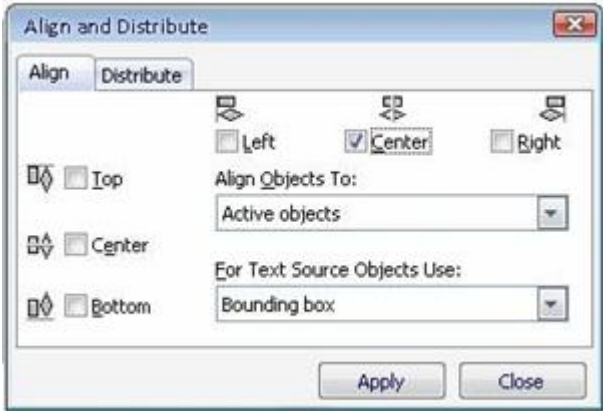 Align and Distribute
Align Distribute
Left Center Right
Top
Align Objects To:
Active objects
Center
For Text Source Objects Use:
Bottom
Bounding box
Apply Close